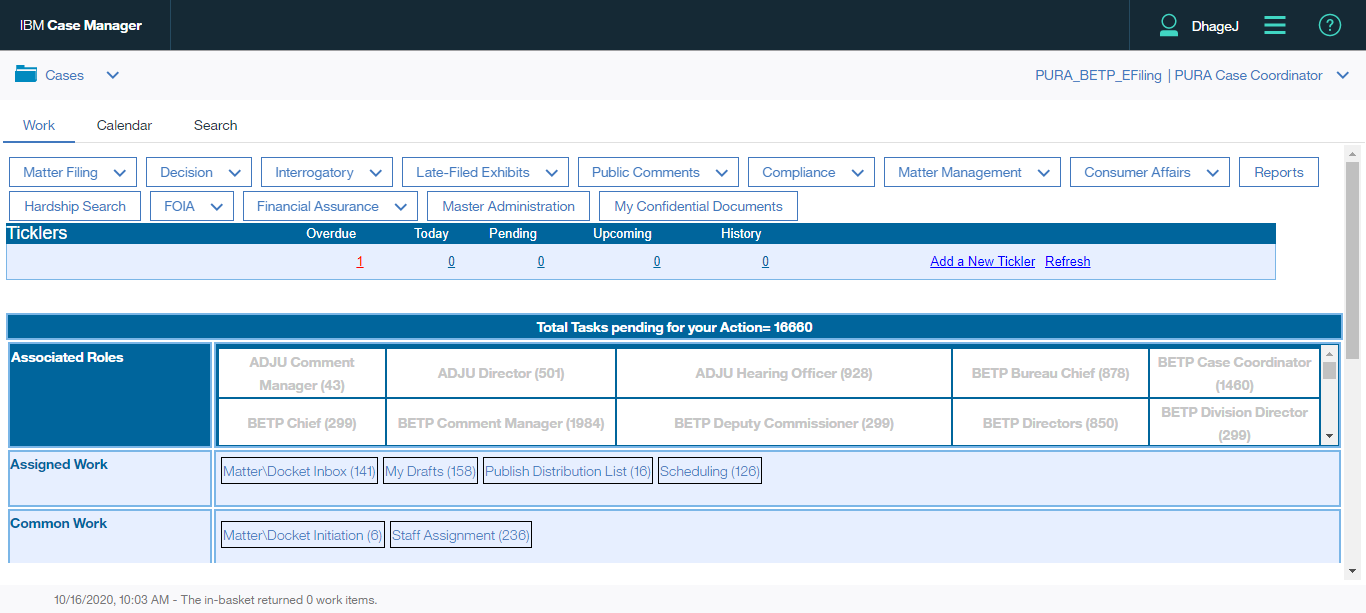 IBM Case Manager
DhageJ
?
Cases
PURA_BETP_EFiling | PURA Case Coordinator
Work Calendar Search
Matter Filing Decision Interrogatory Late-Filed Exhibits Public Comments Compliance Matter Management Consumer Affairs Reports
Hardship Search FOIA Financial Assurance Master Administration My Confidential Documents
Ticklers Overdue Today Pending Upcoming History
1 0 0 0 0 Add a New Tickler Refresh
Total Tasks pending for your Action= 16660
Associated Roles
ADJU Comment Manager (43) ADJU Director (501) ADJU Hearing Officer (928) BETP Bureau Chief (878) BETP Case Coordinator (1460)
BETP Chief (299) BETP Comment Manager (1984) BETP Deputy Commissioner (299) BETP Directors (850) BETP Division Director (299)
Assigned Work
Matter\Docket Inbox (141) My Drafts (158) Publish Distribution List (16) Scheduling (126)
Common Work
Matter\Docket Initiation (6) Staff Assignment (236)
10/16/2020, 10:03 AM - The in-basket returned 0 work items.